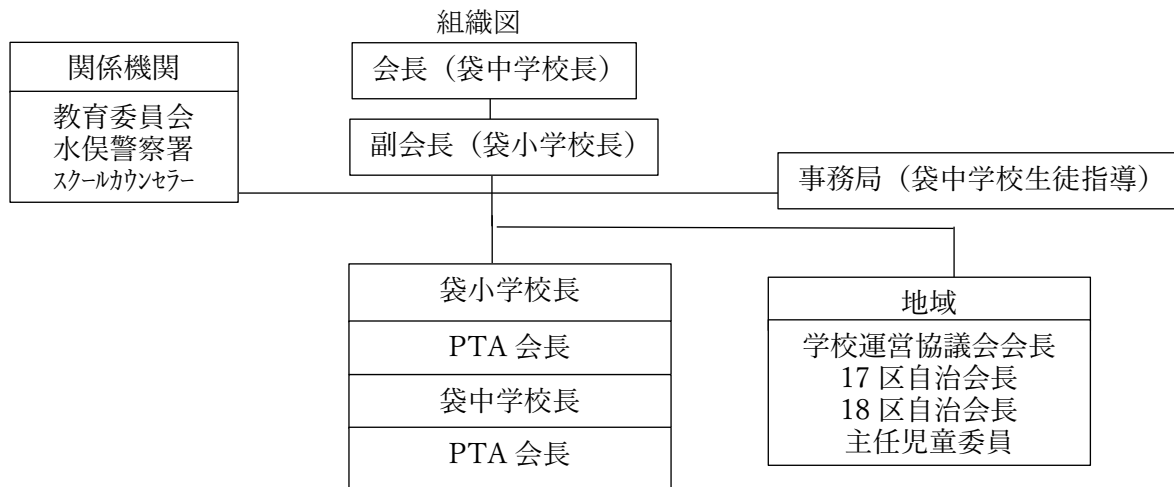 組織図
関係機関
教育委員会
水俣警察署
スクールカウンセラー
会長（袋中学校長）
副会長（袋小学校長）
事務局（袋中学校生徒指導）
袋小学校長
PTA 会長
袋中学校長
PTA 会長
地域
学校運営協議会会長
17 区自治会長
18 区自治会長
主任児童委員